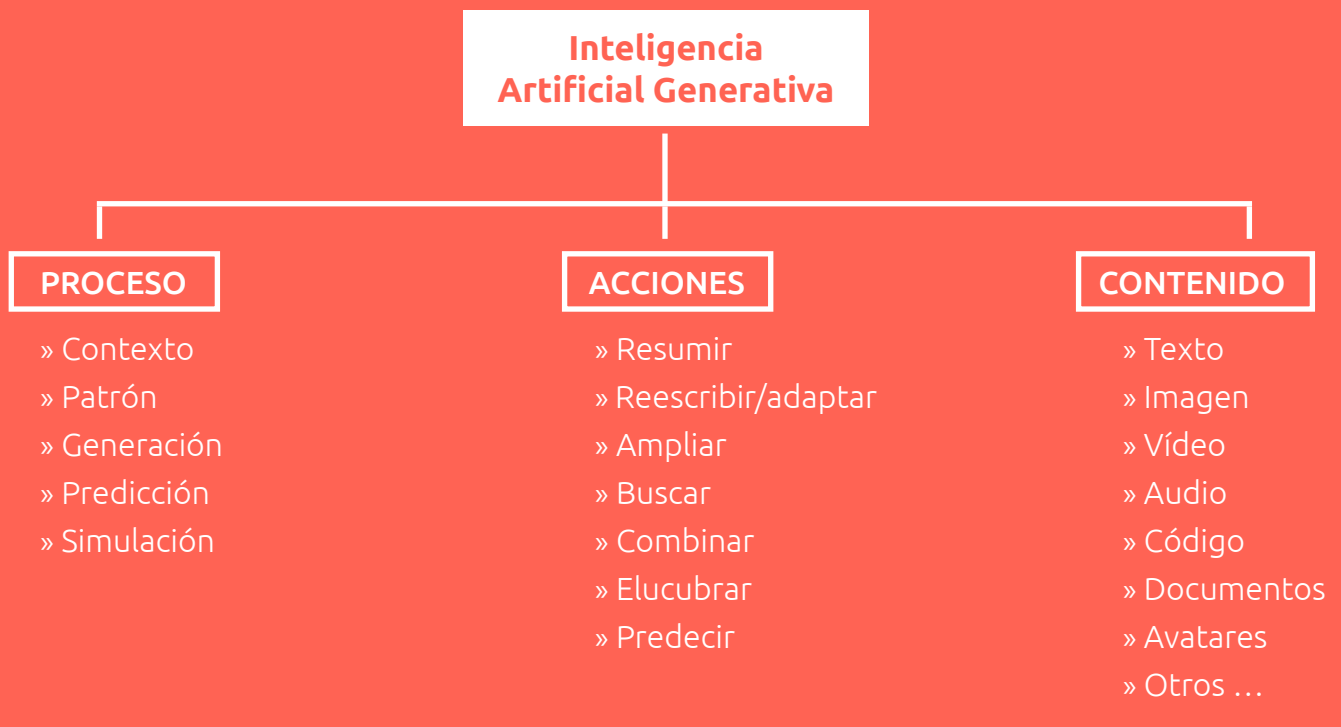 Inteligencia
Artificial Generativa
PROCESO
» Contexto
» Patrón
» Generación
» Predicción
» Simulación
ACCIONES
» Resumir
» Reescribir/adaptar
» Ampliar
» Buscar
» Combinar
» Elucubrar
» Predecir
CONTENIDO
» Texto
» Imagen
» Vídeo
» Audio
» Código
» Documentos
» Avatares
» Otros ...